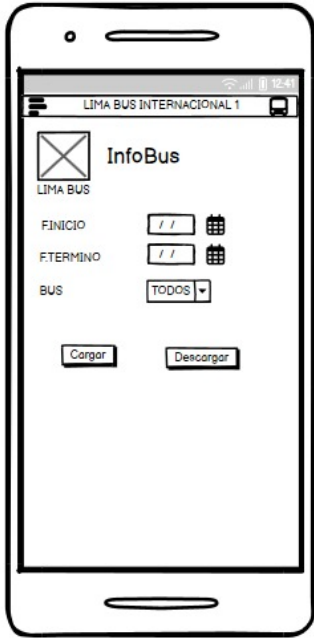 12:41
LIMA BUS INTERNACIONAL 1
InfoBus
LIMA BUS
F.INICIO / /
F.TERMINO / /
BUS TODOS
Cargar Descargar